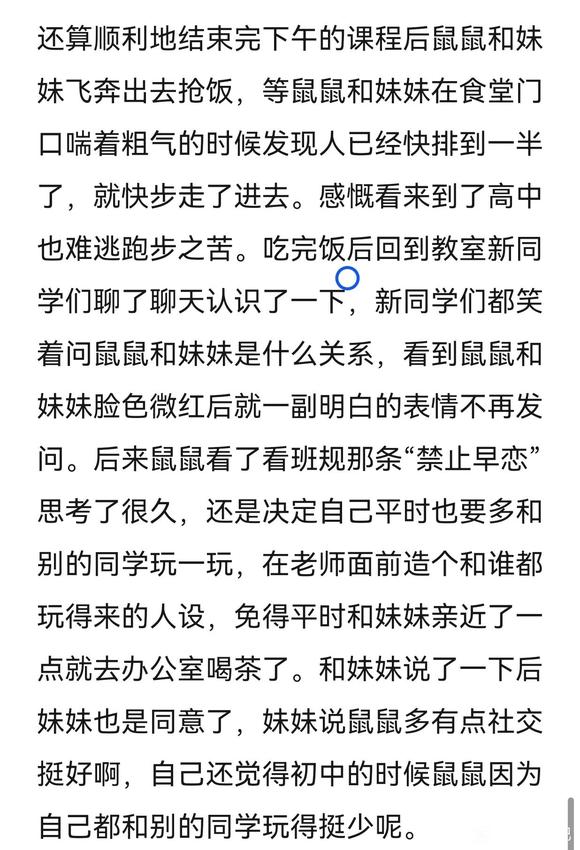 还算顺利地结束完下午的课程后鼠鼠和妹
妹飞奔出去抢饭，等鼠鼠和妹妹在食堂门
口喘着粗气的时候发现人已经快排到一半
了，就快步走了进去。感慨看来到了高中
也难逃跑步之苦。吃完饭后回到教室新同
学们聊了聊天认识了一下，新同学们都笑
着问鼠鼠和妹妹是什么关系，看到鼠鼠和
妹妹脸色微红后就一副明白的表情不再发
问。后来鼠鼠看了看班规那条“禁止早恋”
思考了很久，还是决定自己平时也要多和
别的同学玩一玩，在老师面前造个和谁都
玩得来的人设，免得平时和妹妹亲近了一
点就去办公室喝茶了。和妹妹说了一下后
妹妹也是同意了，妹妹说鼠鼠多有点社交
挺好啊，自己还觉得初中的时候鼠鼠因为
自己都和别的同学玩得挺少呢。